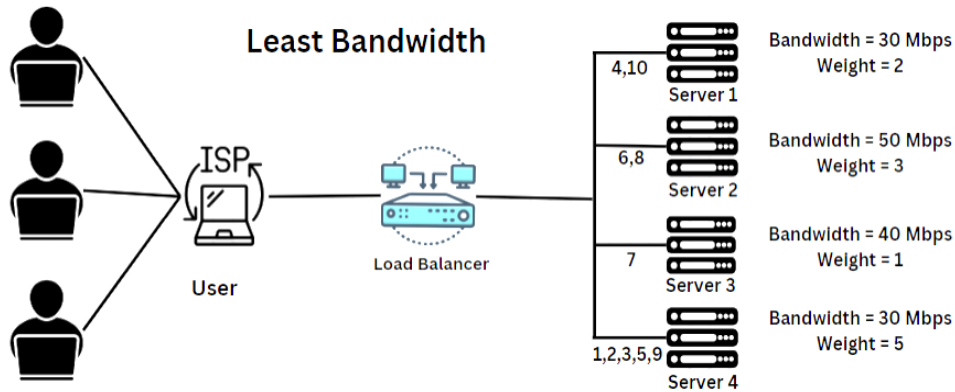 Least Bandwidth
ISP
User
Load Balancer
4,10
Server 1
Bandwidth = 30 Mbps
Weight = 2
6,8
Server 2
Bandwidth = 50 Mbps
Weight = 3
7
Server 3
Bandwidth = 40 Mbps
Weight = 1
1,2,3,5,9
Server 4
Bandwidth = 30 Mbps
Weight = 5